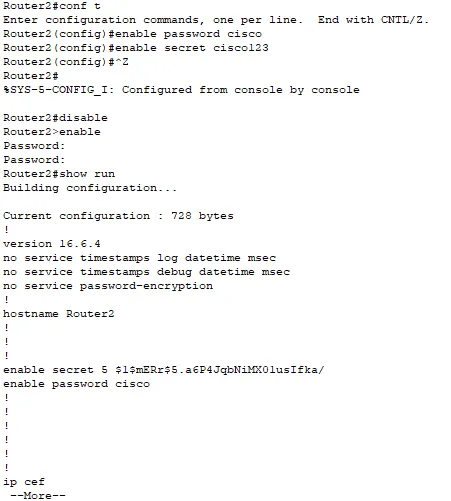 Router2#conf t
Enter configuration commands, one per line.  End with CNTL/Z.
Router2(config)#enable password cisco
Router2(config)#enable secret cisco123
Router2(config)#^Z
Router2#
%SYS-5-CONFIG_I: Configured from console by console
Router2#disable
Router2>enable
Password:
Password:
Router2#show run
Building configuration...
Current configuration : 728 bytes
!
version 16.6.4
no service timestamps log datetime msec
no service timestamps debug datetime msec
no service password-encryption
!
hostname Router2
!
!
!
enable secret 5 $1$mERr$5.a6P4JqbNiMX01usIfka/
enable password cisco
!
!
!
!
!
!
ip cef
--More--